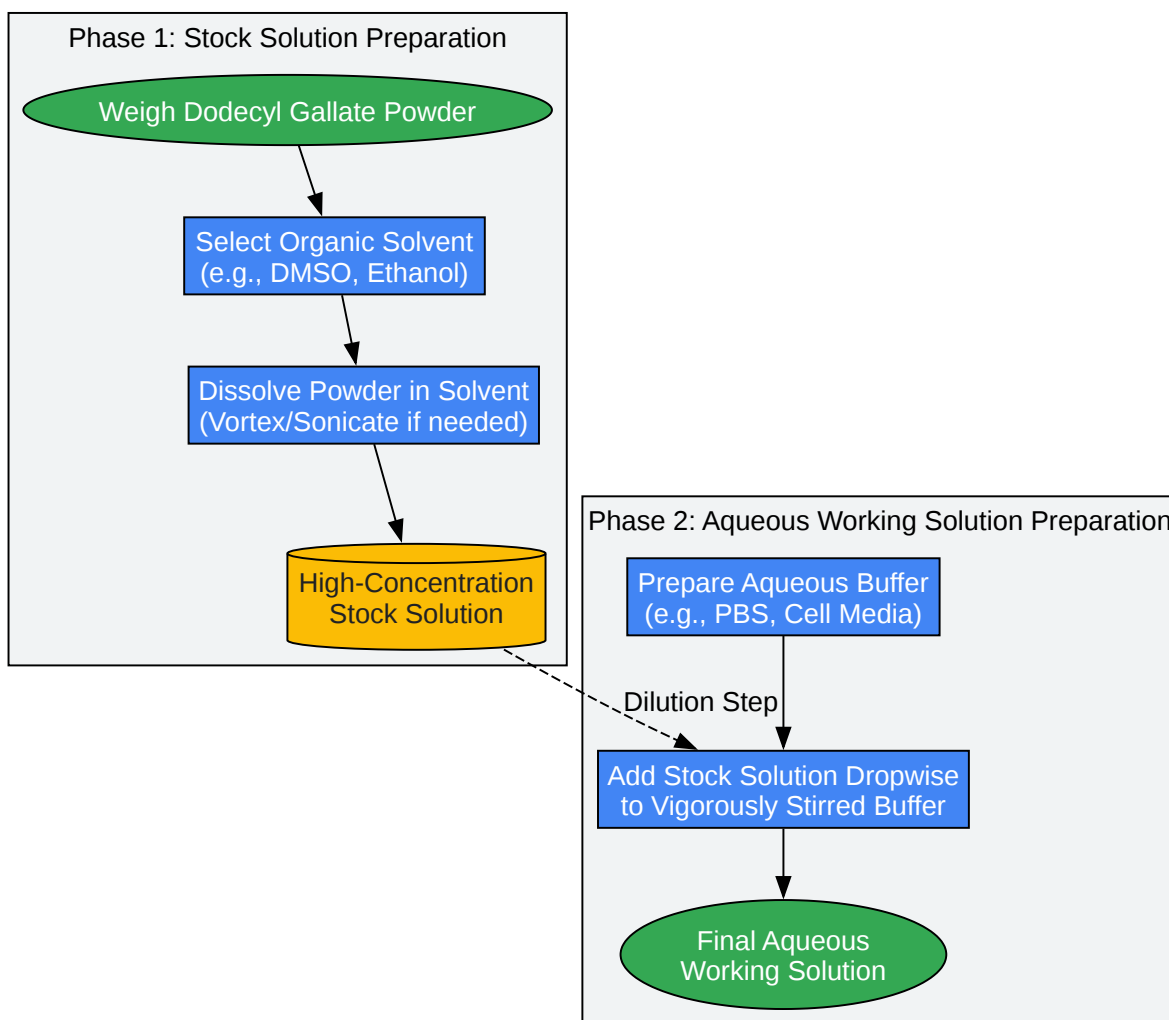 Phase 1: Stock Solution Preparation
Weigh Dodecyl Gallate Powder
Select Organic Solvent
(e.g., DMSO, Ethanol)
Dissolve Powder in Solvent
(Vortex/Sonicate if needed)
High-Concentration
Stock Solution
Phase 2: Aqueous Working Solution Preparation
Prepare Aqueous Buffer
(e.g., PBS, Cell Media)
Dilution Step
Add Stock Solution Dropwise
to Vigorously Stirred Buffer
Final Aqueous
Working Solution